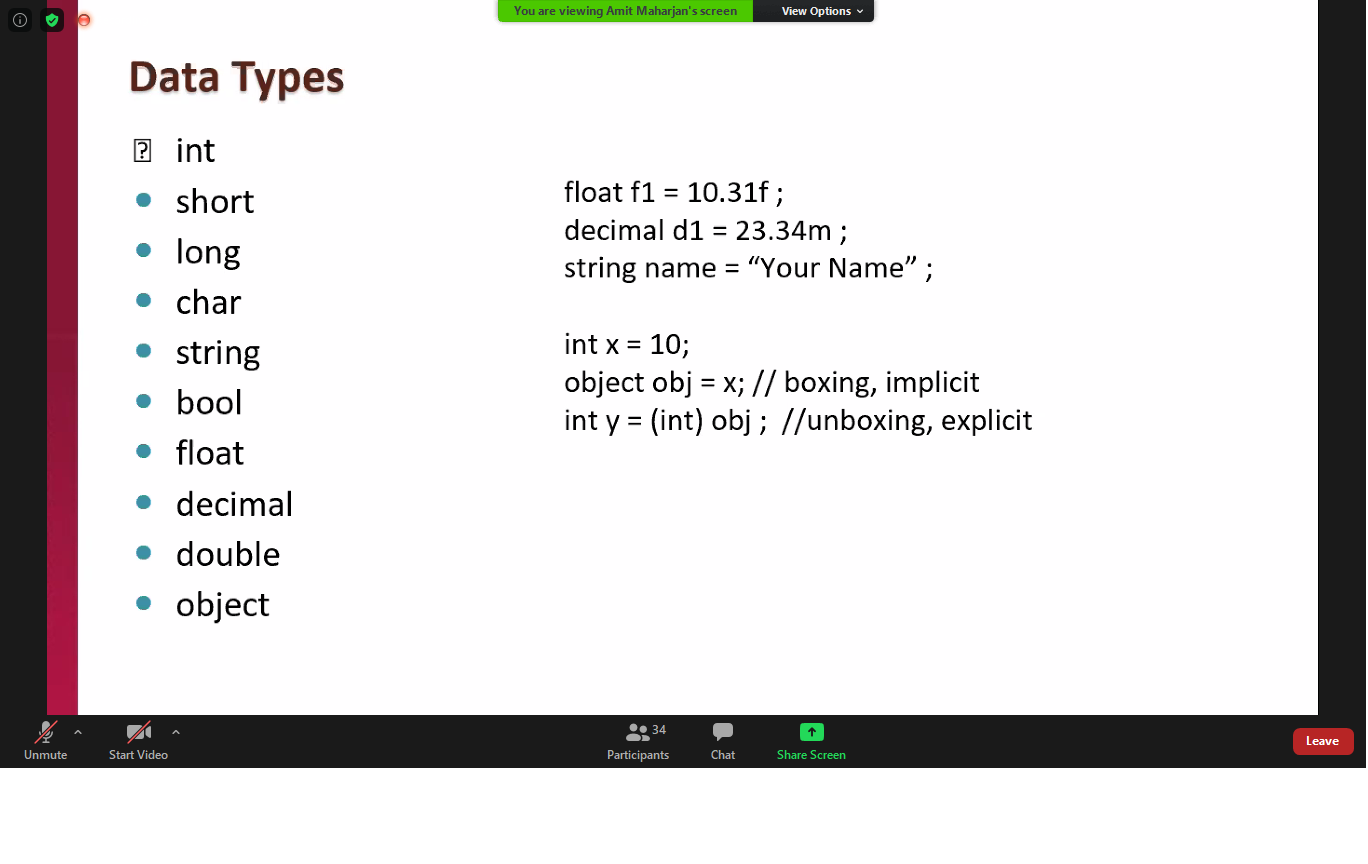 You are viewing Amit Maharjan's screen
View Options
Data Types
int
short
long
char
string
bool
float
decimal
double
object
float f1 = 10.31f ;
decimal d1 = 23.34m ;
string name = “Your Name” ;
int x = 10;
object obj = x; // boxing, implicit
int y = (int) obj ;  //unboxing, explicit
Unmute
Start Video
34
Participants
Chat
Share Screen
Leave